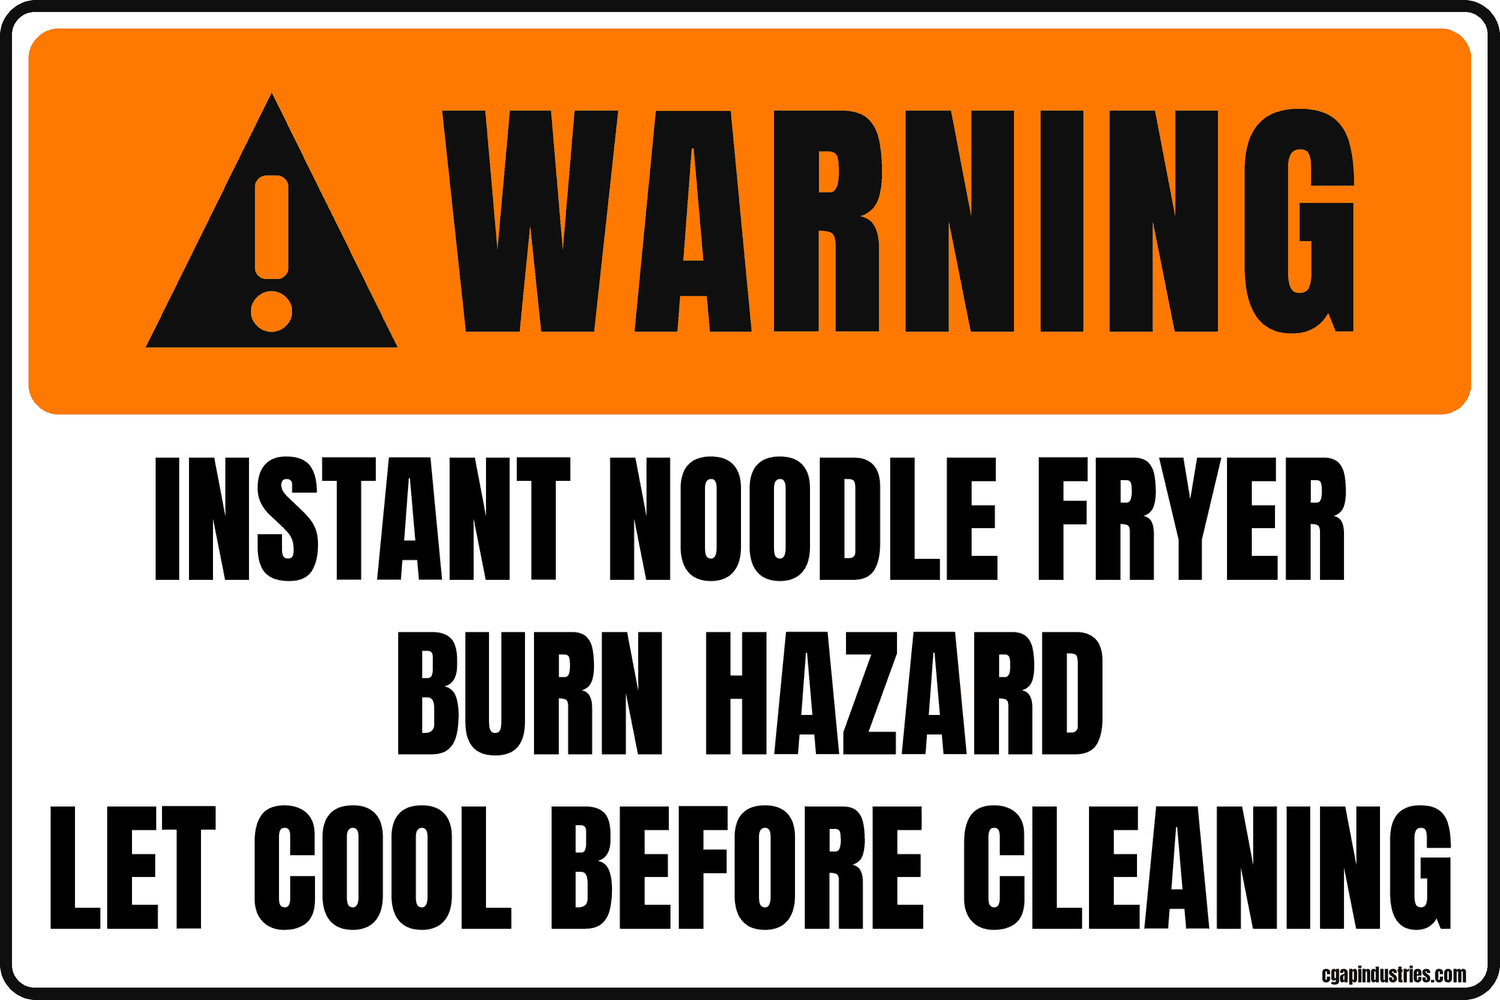 WARNING
INSTANT NOODLE FRYER
BURN HAZARD
LET COOL BEFORE CLEANING
cgapindustries.com